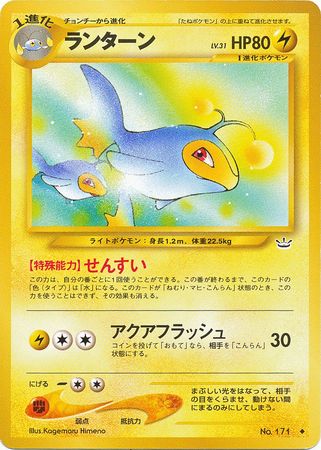 1進化
チョンチーから進化
「たねポケモン」の上に重ねて進化させます。
ランターン
LV.31 HP80
1進化ポケモン
ライトポケモン：身長1.2m、体重22.5kg
【特殊能力】せんすい
この力は、自分の番ごとに1回使うことができる。この番が終わるまで、このカードの
色（タイプ）は「水」になる。このカードが「ねむり・マヒ・こんらん」状態のとき、この
力を使うことはできず、その効果も消える。
アクアフラッシュ 30
コインを投げて「おもて」なら、相手を「こんらん」
状態にする。
にげる
弱点
抵抗力
まぶしい光をはなって、相手
の目をくらませ、動けない間
にまるのみにしてしまう。
Illus.Kagemaru Himeno
No.171